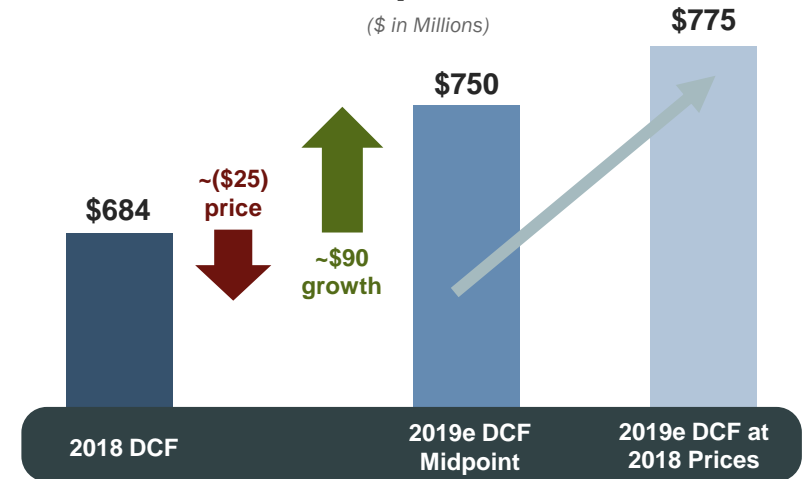 ($ in Millions)
$775
$750
~($25)
price
$684
~$90
growth
2018 DCF
2019e DCF
Midpoint
2019e DCF at
2018 Prices